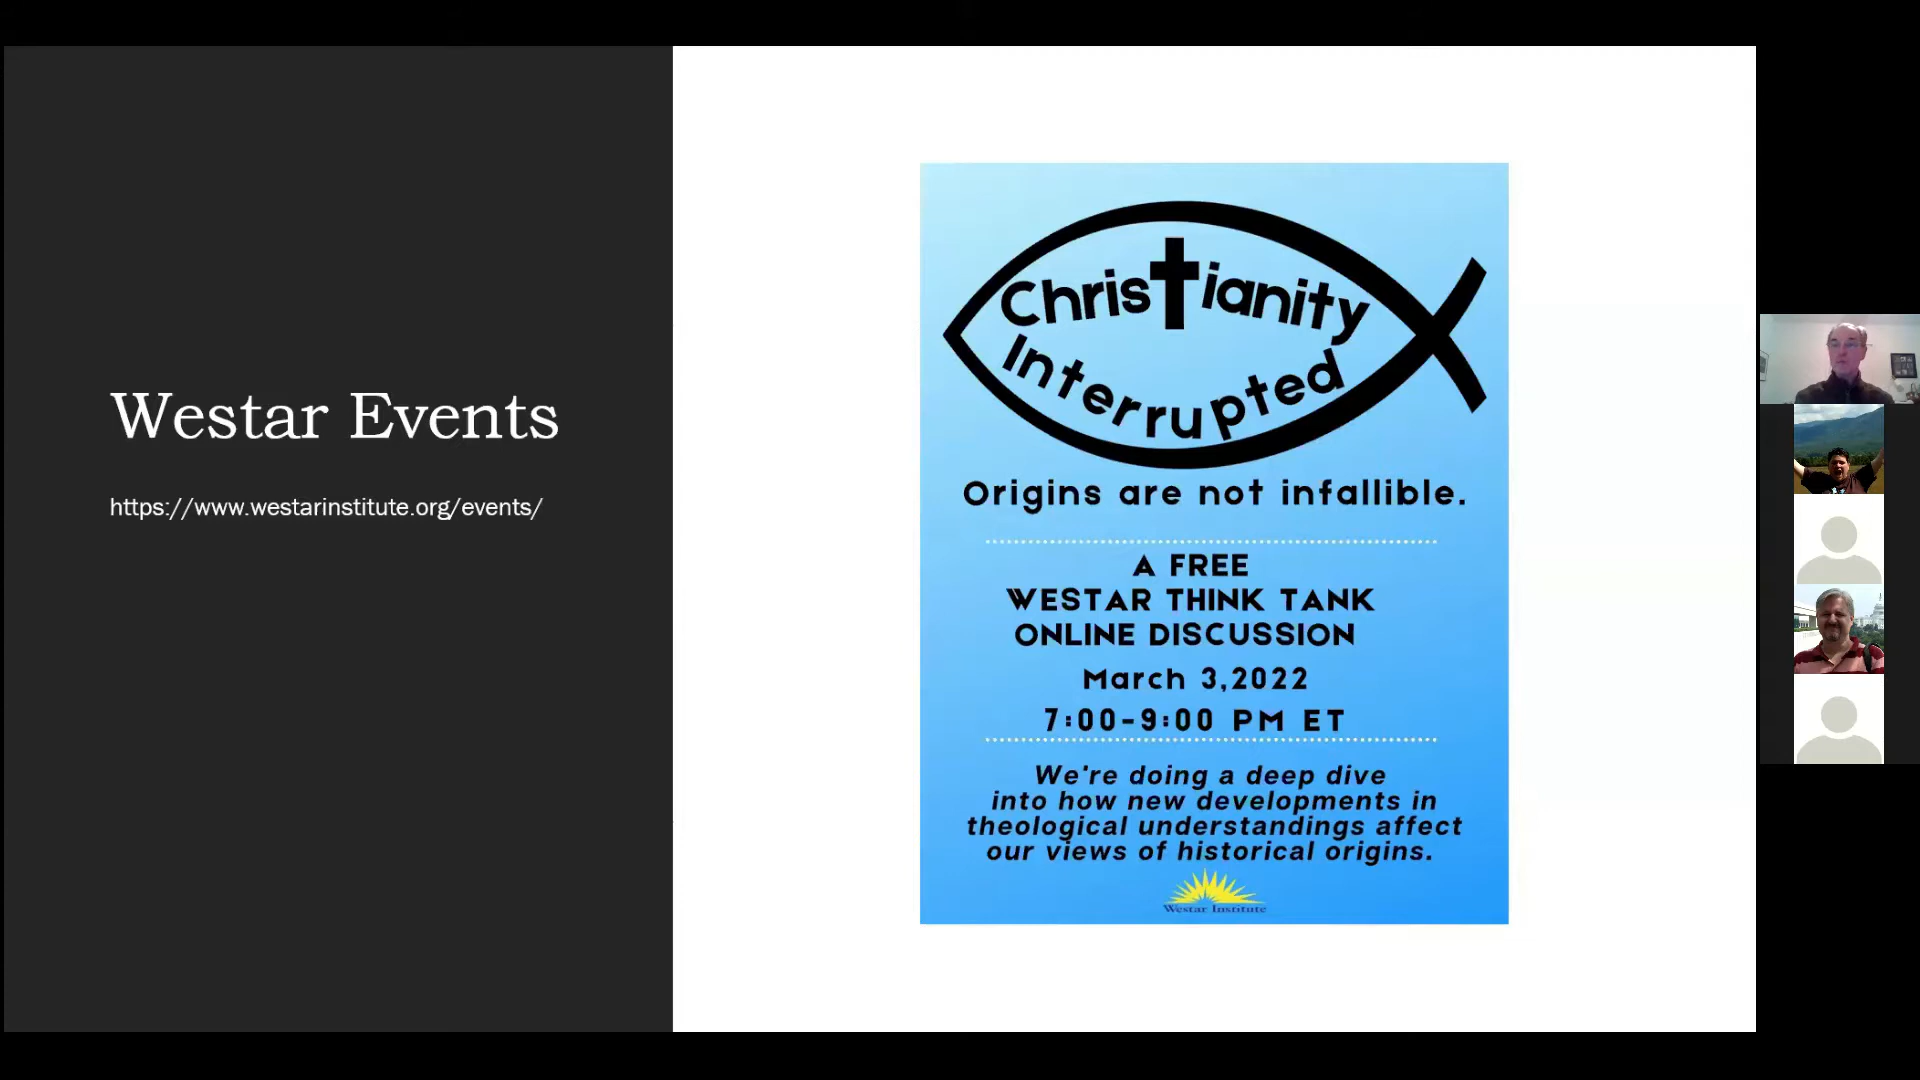 Westar Events
https://www.westarinstitute.org/events/
Christianity
Interrupted
Origins are not infallible.
A FREE
WESTAR THINK TANK
ONLINE DISCUSSION
March 3,2022
7:00-9:00 PM ET
We're doing a deep dive
into how new developments in
theological understandings affect
our views of historical origins.
Westar Institute